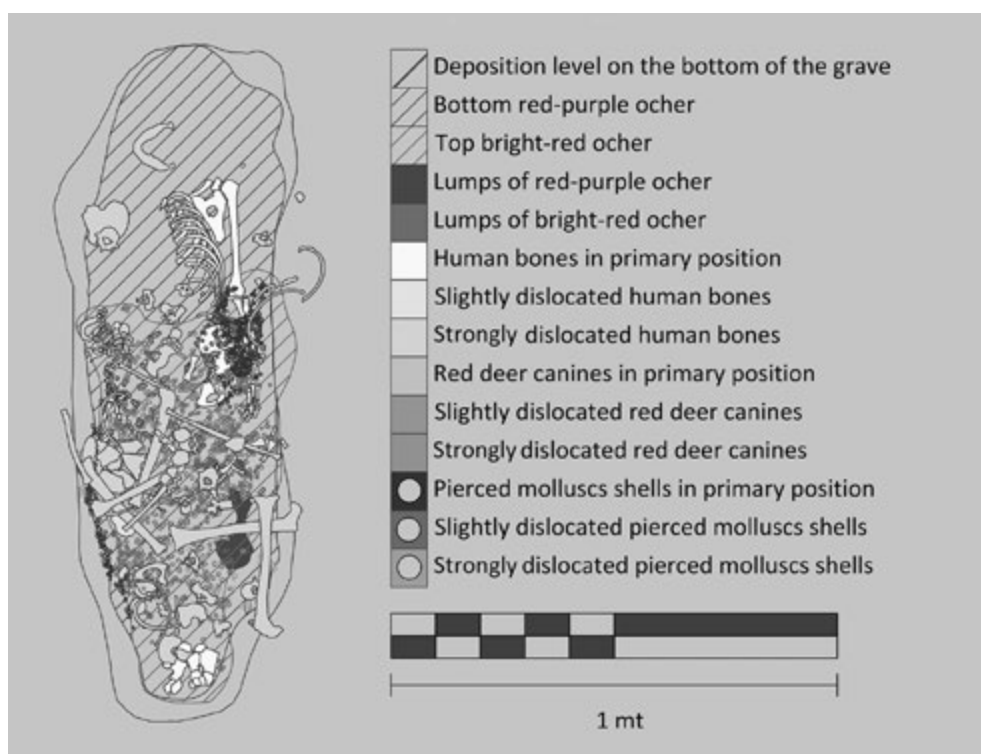 Deposition level on the bottom of the grave
Bottom red-purple ocher
Top bright-red ocher
Lumps of red-purple ocher
Lumps of bright-red ocher
Human bones in primary position
Slightly dislocated human bones
Strongly dislocated human bones
Red deer canines in primary position
Slightly dislocated red deer canines
Strongly dislocated red deer canines
Pierced molluscs shells in primary position
Slightly dislocated pierced molluscs shells
Strongly dislocated pierced molluscs shells
1 mt